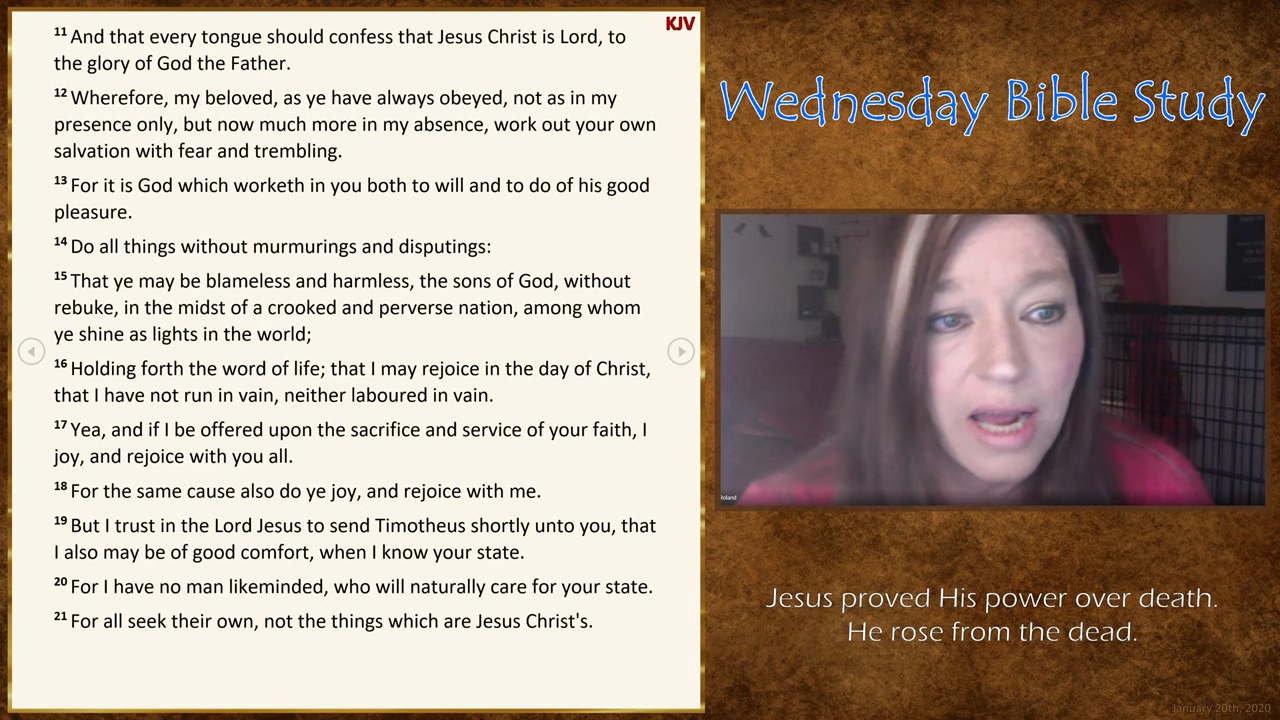 KJV
11 And that every tongue should confess that Jesus Christ is Lord, to
the glory of God the Father.
12 Wherefore, my beloved, as ye have always obeyed, not as in my
presence only, but now much more in my absence, work out your own
salvation with fear and trembling.
13 For it is God which worketh in you both to will and to do of his good
pleasure.
14 Do all things without murmurings and disputings:
15 That ye may be blameless and harmless, the sons of God, without
rebuke, in the midst of a crooked and perverse nation, among whom
ye shine as lights in the world;
16 Holding forth the word of life; that I may rejoice in the day of Christ,
that I have not run in vain, neither laboured in vain.
17 Yea, and if I be offered upon the sacrifice and service of your faith, I
joy, and rejoice with you all.
18 For the same cause also do ye joy, and rejoice with me.
19 But I trust in the Lord Jesus to send Timotheus shortly unto you, that
I also may be of good comfort, when I know your state.
20 For I have no man likeminded, who will naturally care for your state.
21 For all seek their own, not the things which are Jesus Christ's.
Wednesday Bible Study
Jesus proved His power over death.
He rose from the dead.
January 20th, 2020